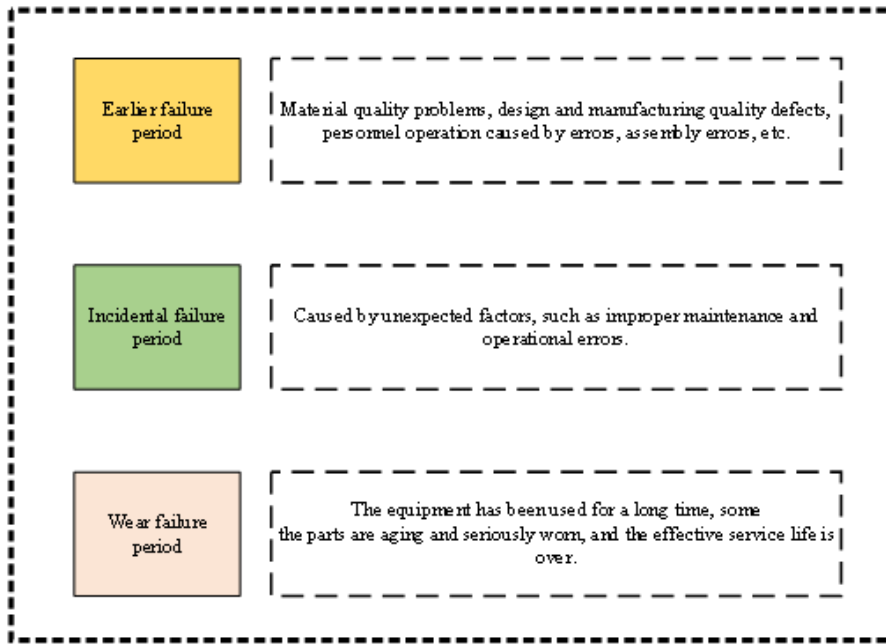 Earlier failure
period
Material quality problems, design and manufacturing quality defects,
personnel operation caused by errors, assembly errors, etc.
Incidental failure
period
Caused by unexpected factors, such as improper maintenance and
operational errors.
Wear failure
period
The equipment has been used for a long time, some
the parts are aging and seriously worn, and the effective service life is
over.